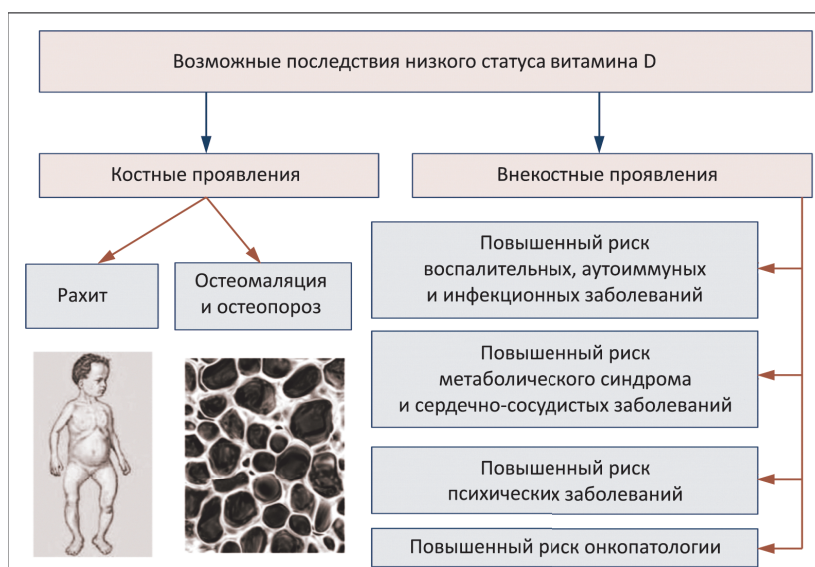 Возможные последствия низкого статуса витамина D
Костные проявления
Внекостные проявления
Рахит
Остеомаляция
и остеопороз
Повышенный риск
воспалительных, аутоиммуных
и инфекционных заболеваний
Повышенный риск
метаболического синдрома
и сердечно-сосудистых заболеваний
Повышенный риск
психических заболеваний
Повышенный риск онкопатологии